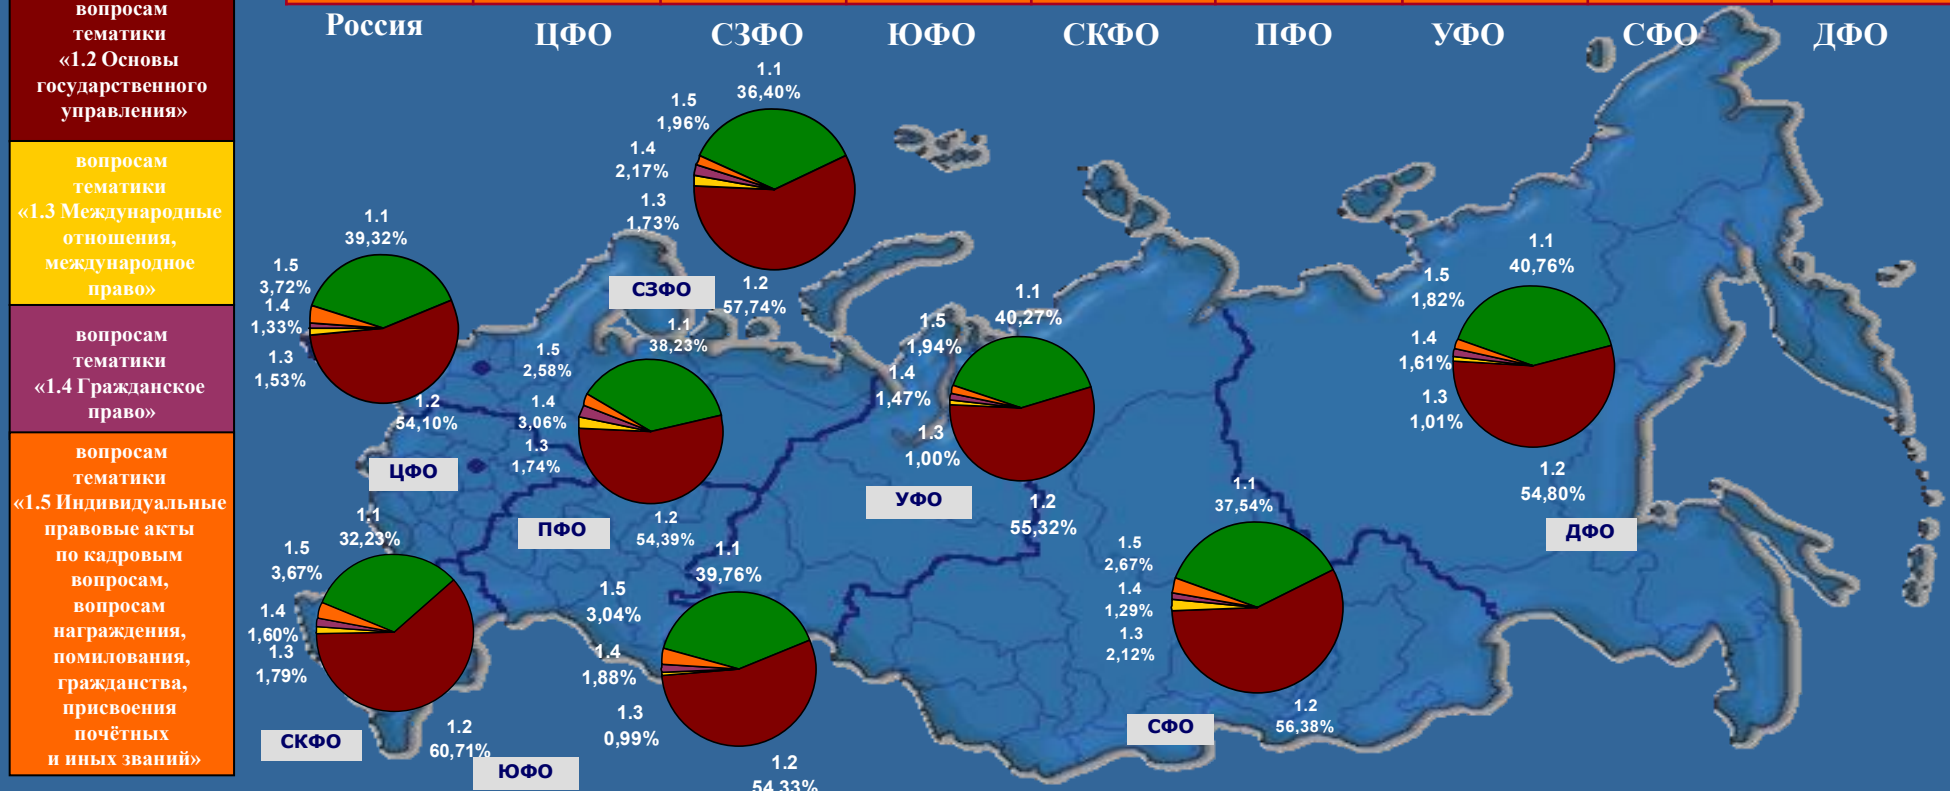 вопросам
тематики
«1.2 Основы
государственного
управления»
вопросам
тематики
«1.3 Международные
отношения,
международное
право»
вопросам
тематики
«1.4 Гражданское
право»
вопросам
тематики
«1.5 Индивидуальные
правовые акты
по кадровым
вопросам,
вопросам
награждения,
помилования,
гражданства,
присвоения
почётных
и иных званий»
Россия ЦФО СЗФО ЮФО СКФО ПФО УФО СФО ДФО
1.1
36,40%
1.5
1,96%
1.4
2,17%
1.3
1,73%
1.2
57,74%
СЗФО
1.1
39,32%
1.5
3,72%
1.4
1,33%
1.3
1,53%
1.2
54,10%
ЦФО
1.1
38,23%
1.5
2,58%
1.4
3,06%
1.3
1,74%
1.2
54,39%
ПФО
1.1
40,27%
1.5
1,94%
1.4
1,47%
1.3
1,00%
1.2
55,32%
УФО
1.1
40,76%
1.5
1,82%
1.4
1,61%
1.3
1,01%
1.2
54,80%
ДФО
1.1
32,23%
1.5
3,67%
1.4
1,60%
1.3
1,79%
1.2
60,71%
СКФО
1.1
39,76%
1.5
3,04%
1.4
1,88%
1.3
0,99%
1.2
54,33%
ЮФО
1.1
37,54%
1.5
2,67%
1.4
1,29%
1.3
2,12%
1.2
56,38%
СФО